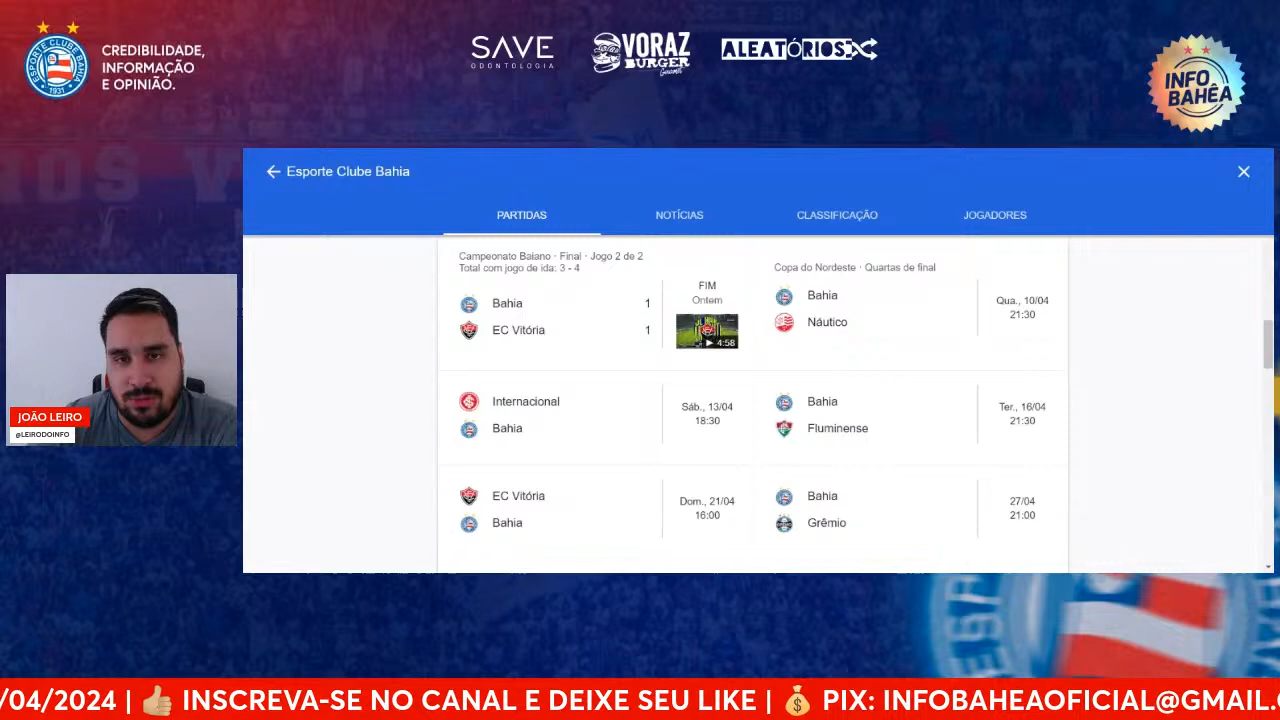 ESPORTE CLUBE BAHIA
1931
CREDIBILIDADE,
INFORMAÇÃO
E OPINIÃO.
SAVE
ODONTOLOGIA
VORAZ
BURGER
Gourmet
ALEATÓRIOS
INFO
BAHÊA
Esporte Clube Bahia
PARTIDAS
NOTÍCIAS
CLASSIFICAÇÃO
JOGADORES
Campeonato Baiano · Final · Jogo 2 de 2
Total com jogo de ida: 3 - 4
Bahia 1
EC Vitória 1
FIM
Ontem
4:58
Copa do Nordeste · Quartas de final
Bahia
Náutico
Qua., 10/04
21:30
Internacional
Bahia
Sáb., 13/04
18:30
Bahia
Fluminense
Ter., 16/04
21:30
EC Vitória
Bahia
Dom., 21/04
16:00
Bahia
Grêmio
27/04
21:00
JOÃO LEIRO
@LEIRODOINFO
/04/2024 | 👍🏼 INSCREVA-SE NO CANAL E DEIXE SEU LIKE | 💰 PIX: INFOBAHEAOFICIAL@GMAIL.